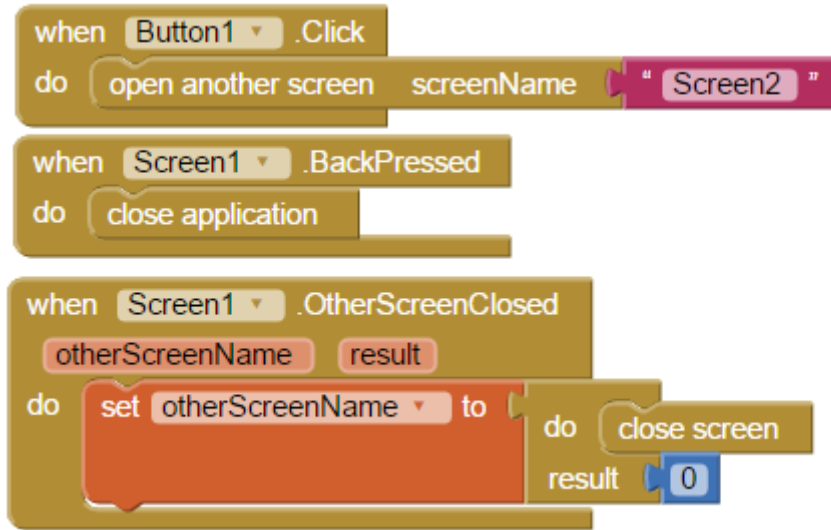 when Button1 .Click
do open another screen screenName " Screen2 "
when Screen1 .BackPressed
do close application
when Screen1 .OtherScreenClosed
otherScreenName result
do set otherScreenName to do close screen
result 0